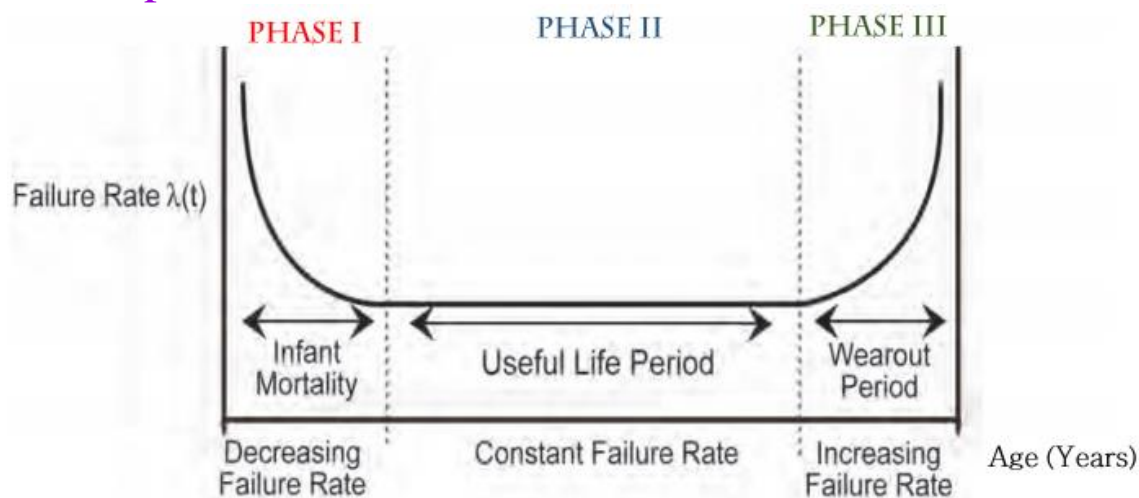 PHASE I
PHASE II
PHASE III
Failure Rate λ(t)
Infant
Mortality
Useful Life Period
Wearout
Period
Decreasing
Failure Rate
Constant Failure Rate
Increasing
Failure Rate
Age (Years)